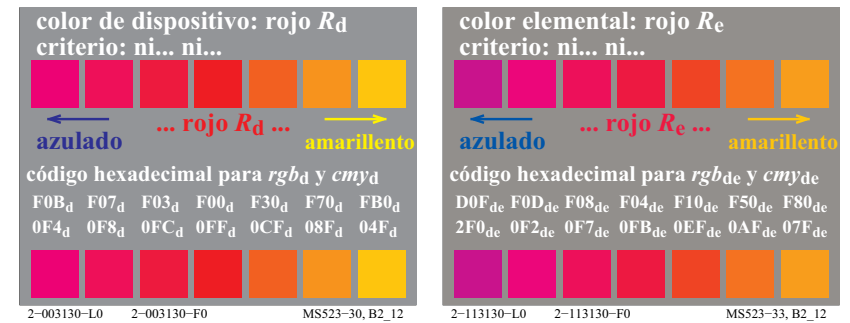 color de dispositivo: rojo Rd
criterio: ni... ni...
... rojo Rd ...
azulado
amarillento
código hexadecimal para rgbd y cmyd
F0Bd F07d F03d F00d F30d F70d FB0d
0F4d 0F8d 0FCd 0FFd 0CFd 08Fd 04Fd
2-003130-L0 2-003130-F0 MS523-30, B2_12
color elemental: rojo Re
criterio: ni... ni...
... rojo Re ...
azulado
amarillento
código hexadecimal para rgbde y cmyde
D0Fde F0Dde F08de F04de F10de F50de F80de
2F0de 0F2de 0F7de 0FBde 0EFde 0AFde 07Fde
2-113130-L0 2-113130-F0 MS523-33, B2_12